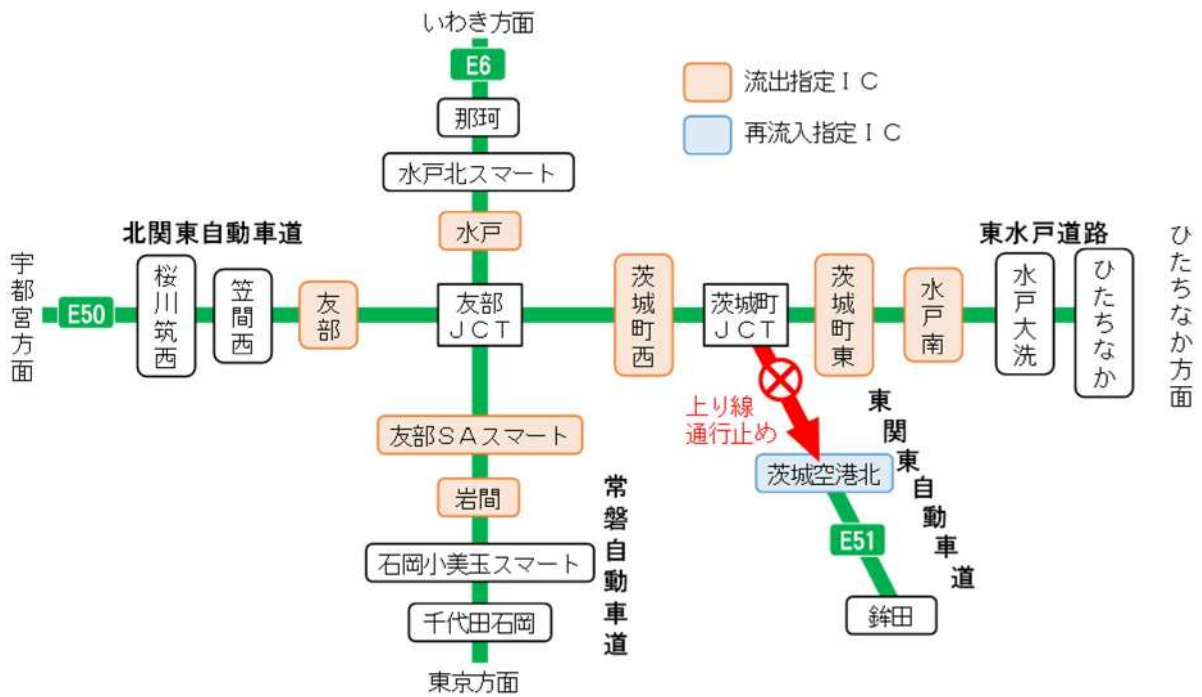 いわき方面
E6
流出指定ＩＣ
再流入指定ＩＣ
那珂
水戸北スマート
水戸
北関東自動車道
東水戸道路
宇都宮方面
E50
桜川筑西
笠間西
友部
友部
JCT
茨城町西
茨城町
JCT
茨城町東
水戸南
水戸大洗
ひたちなか
ひたちなか方面
上り線
通行止め
東関東自動車道
友部ＳＡスマート
茨城空港北
岩間
常磐自動車道
E51
石岡小美玉スマート
千代田石岡
鉾田
東京方面